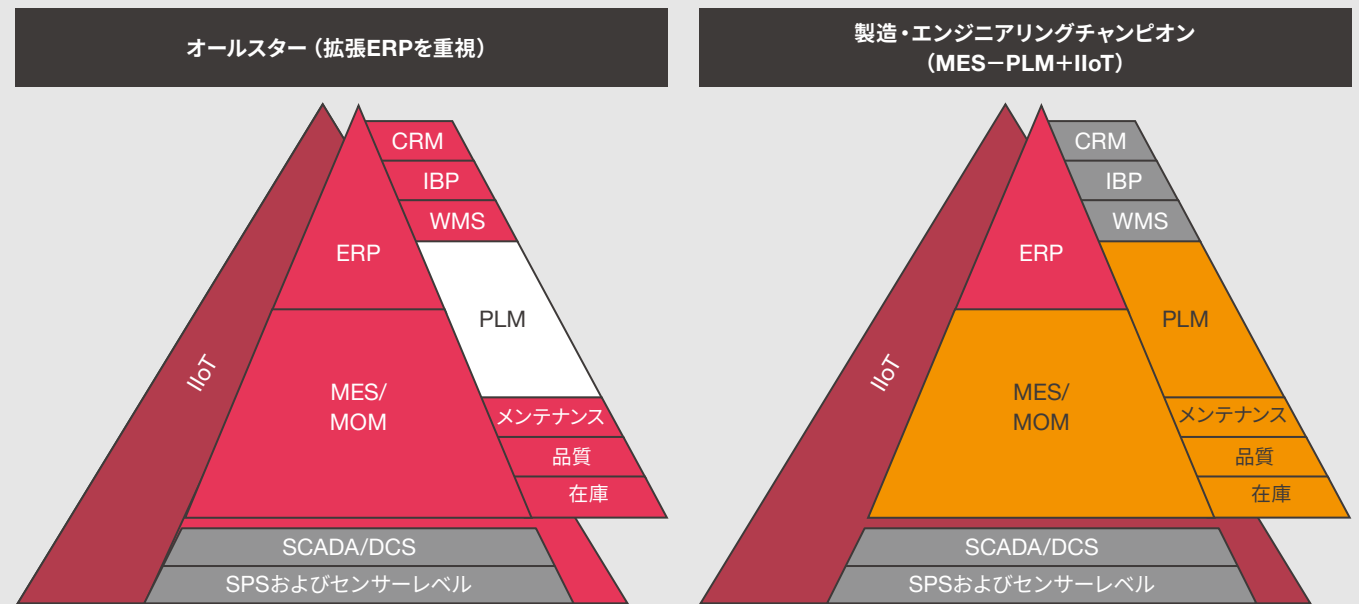 オールスター（拡張ERPを重視）
CRM
IBP
WMS
ERP
PLM
IIoT
MES/
MOM
メンテナンス
品質
在庫
SCADA/DCS
SPSおよびセンサーレベル
製造・エンジニアリングチャンピオン
（MES－PLM＋IIoT）
CRM
IBP
WMS
ERP
PLM
IIoT
MES/
MOM
メンテナンス
品質
在庫
SCADA/DCS
SPSおよびセンサーレベル